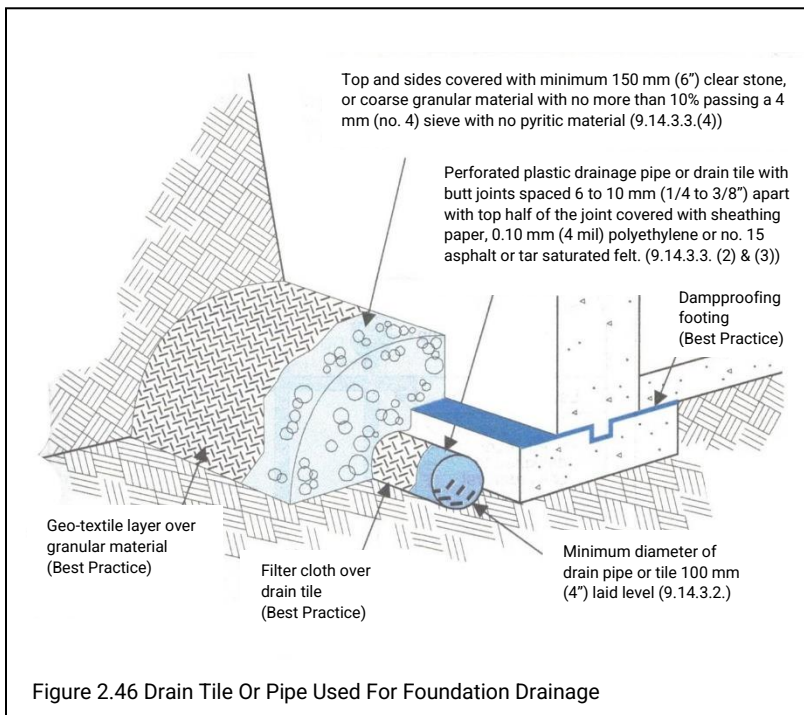 Top and sides covered with minimum 150 mm (6”) clear stone,
or coarse granular material with no more than 10% passing a 4
mm (no. 4) sieve with no pyritic material (9.14.3.3.(4))
Perforated plastic drainage pipe or drain tile with
butt joints spaced 6 to 10 mm (1/4 to 3/8”) apart
with top half of the joint covered with sheathing
paper, 0.10 mm (4 mil) polyethylene or no. 15
asphalt or tar saturated felt. (9.14.3.3. (2) & (3))
Dampproofing
footing
(Best Practice)
Geo-textile layer over
granular material
(Best Practice)
Filter cloth over
drain tile
(Best Practice)
Minimum diameter of
drain pipe or tile 100 mm
(4”) laid level (9.14.3.2.)
Figure 2.46 Drain Tile Or Pipe Used For Foundation Drainage